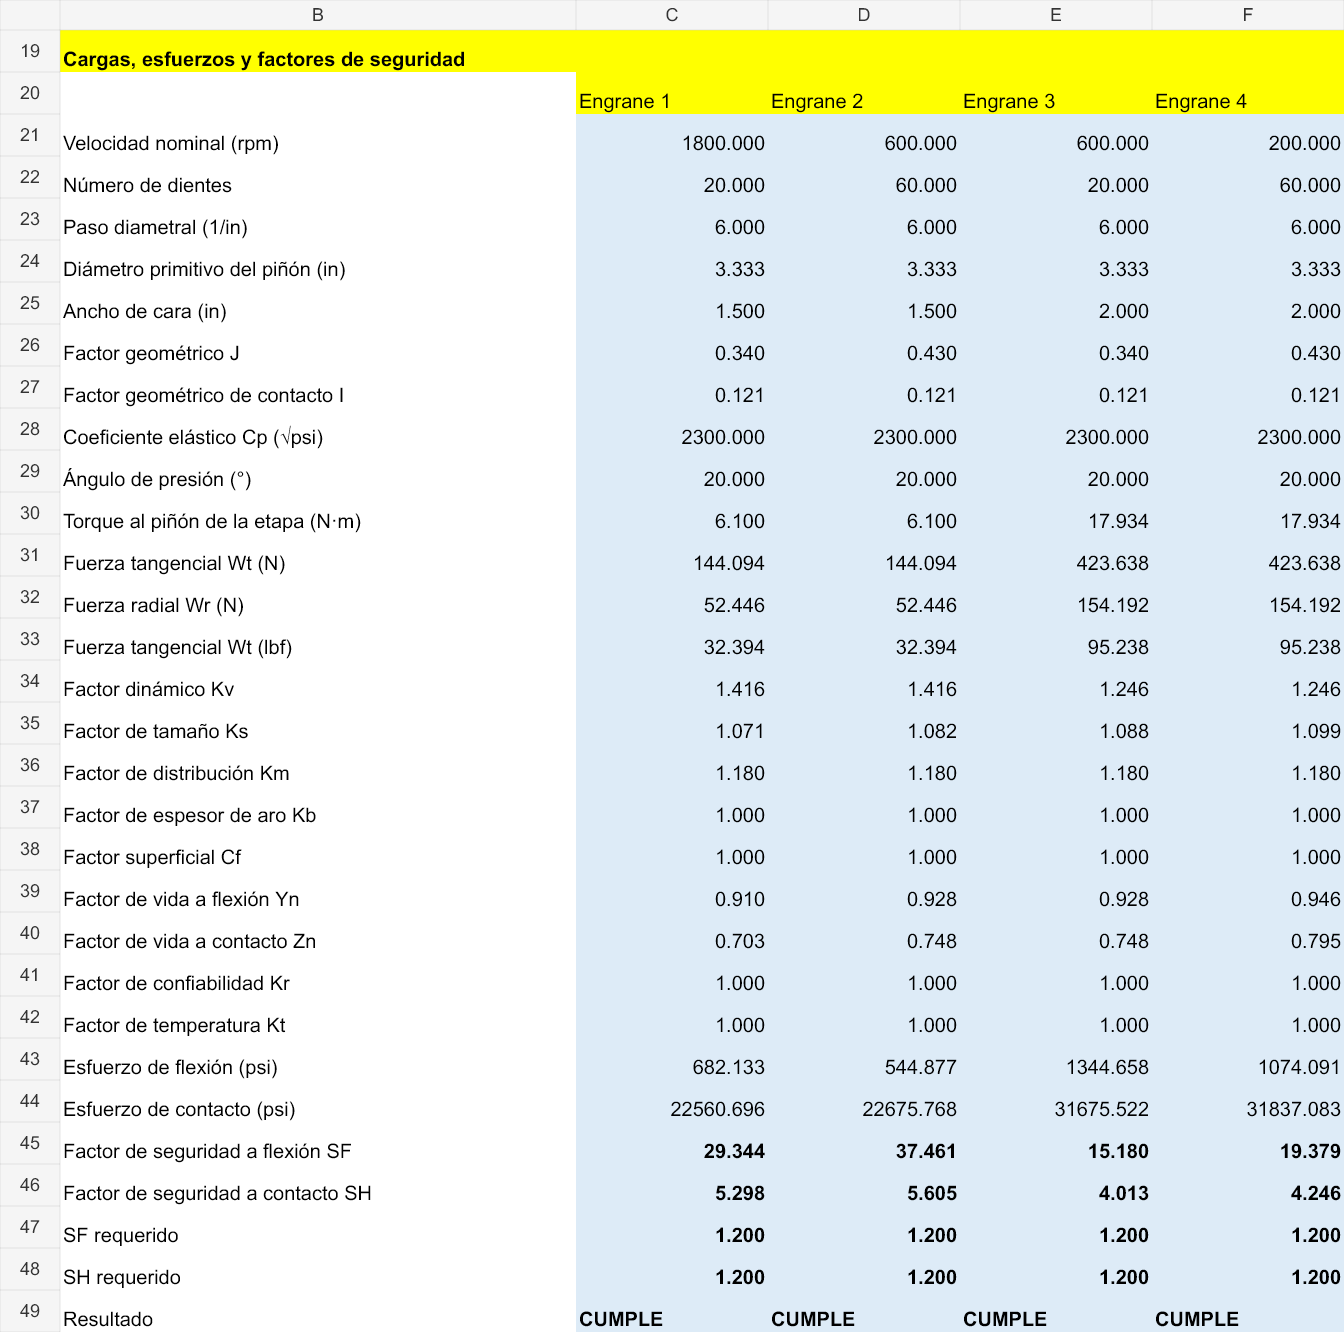 B C D E F
19 Cargas, esfuerzos y factores de seguridad
20 Engrane 1 Engrane 2 Engrane 3 Engrane 4
21 Velocidad nominal (rpm) 1800.000 600.000 600.000 200.000
22 Número de dientes 20.000 60.000 20.000 60.000
23 Paso diametral (1/in) 6.000 6.000 6.000 6.000
24 Diámetro primitivo del piñón (in) 3.333 3.333 3.333 3.333
25 Ancho de cara (in) 1.500 1.500 2.000 2.000
26 Factor geométrico J 0.340 0.430 0.340 0.430
27 Factor geométrico de contacto I 0.121 0.121 0.121 0.121
28 Coeficiente elástico Cp (√psi) 2300.000 2300.000 2300.000 2300.000
29 Ángulo de presión (°) 20.000 20.000 20.000 20.000
30 Torque al piñón de la etapa (N·m) 6.100 6.100 17.934 17.934
31 Fuerza tangencial Wt (N) 144.094 144.094 423.638 423.638
32 Fuerza radial Wr (N) 52.446 52.446 154.192 154.192
33 Fuerza tangencial Wt (lbf) 32.394 32.394 95.238 95.238
34 Factor dinámico Kv 1.416 1.416 1.246 1.246
35 Factor de tamaño Ks 1.071 1.082 1.088 1.099
36 Factor de distribución Km 1.180 1.180 1.180 1.180
37 Factor de espesor de aro Kb 1.000 1.000 1.000 1.000
38 Factor superficial Cf 1.000 1.000 1.000 1.000
39 Factor de vida a flexión Yn 0.910 0.928 0.928 0.946
40 Factor de vida a contacto Zn 0.703 0.748 0.748 0.795
41 Factor de confiabilidad Kr 1.000 1.000 1.000 1.000
42 Factor de temperatura Kt 1.000 1.000 1.000 1.000
43 Esfuerzo de flexión (psi) 682.133 544.877 1344.658 1074.091
44 Esfuerzo de contacto (psi) 22560.696 22675.768 31675.522 31837.083
45 Factor de seguridad a flexión SF 29.344 37.461 15.180 19.379
46 Factor de seguridad a contacto SH 5.298 5.605 4.013 4.246
47 SF requerido 1.200 1.200 1.200 1.200
48 SH requerido 1.200 1.200 1.200 1.200
49 Resultado CUMPLE CUMPLE CUMPLE CUMPLE